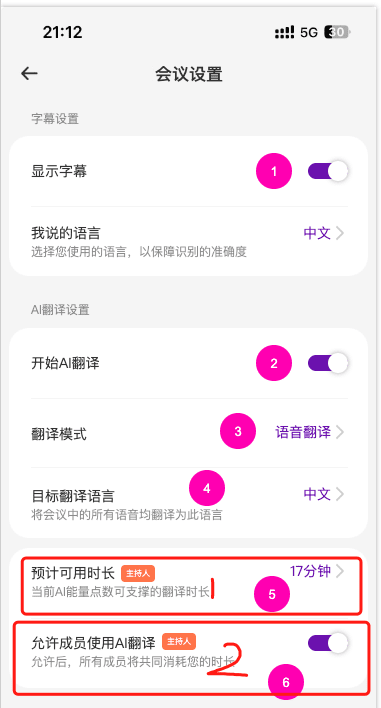 21:12
5G 30
会议设置
字幕设置
显示字幕
1
我说的语言
中文
选择您使用的语言，以保障识别的准确度
AI翻译设置
开始AI翻译
2
翻译模式
3
语音翻译
4
目标翻译语言
中文
将会议中的所有语音均翻译为此语言
预计可用时长 主持人
17分钟
当前AI能量点数可支撑的翻译时长
1
5
允许成员使用AI翻译 主持人
允许后，所有成员将共同消耗您的时长
2
6